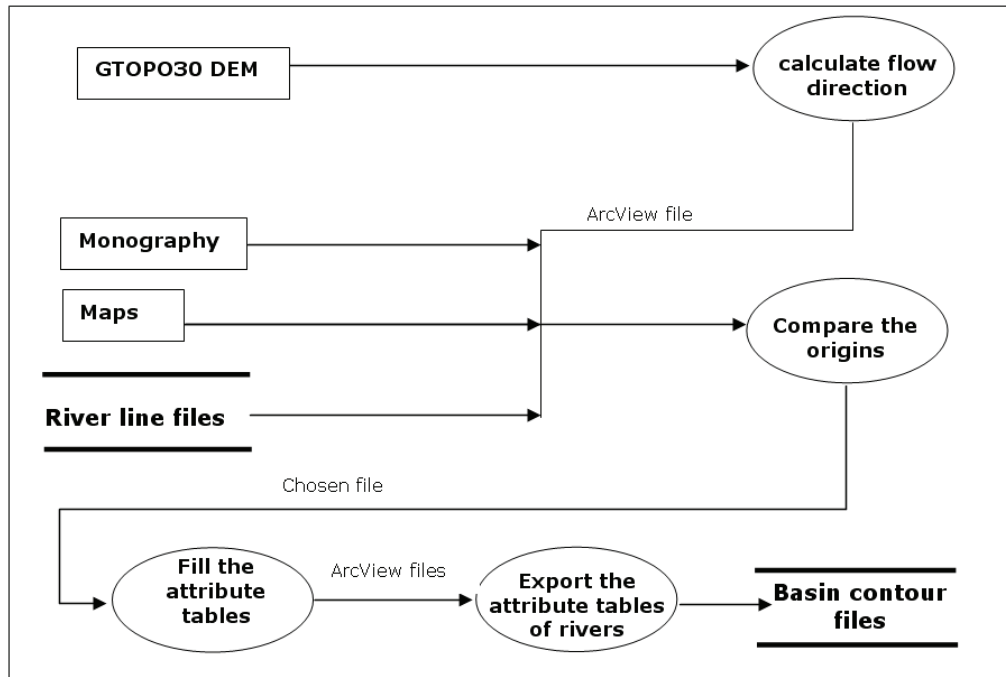 GTOPO30 DEM
calculate flow
direction
ArcView file
Monography
Maps
Compare the
origins
River line files
Chosen file
Fill the
attribute
tables
ArcView files
Export the
attribute tables
of rivers
Basin contour
files